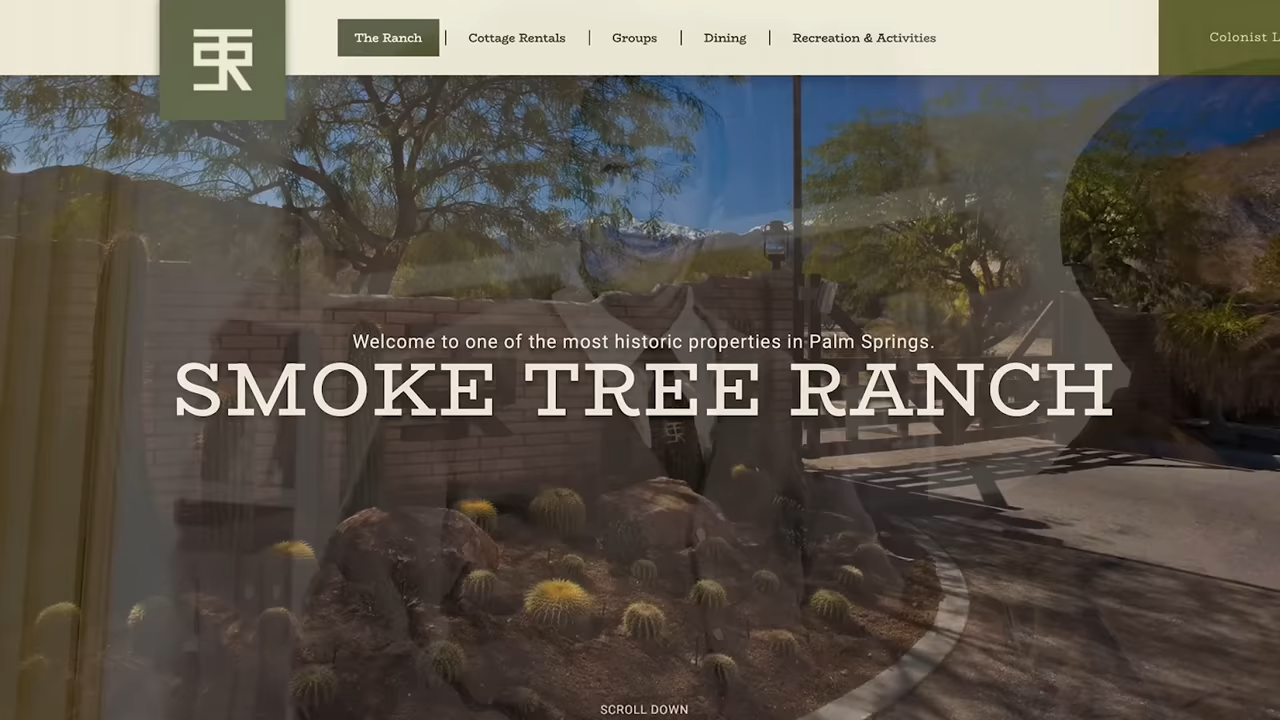 The Ranch | Cottage Rentals | Groups | Dining | Recreation & Activities
Colonist L
Welcome to one of the most historic properties in Palm Springs.
SMOKE TREE RANCH
SCROLL DOWN